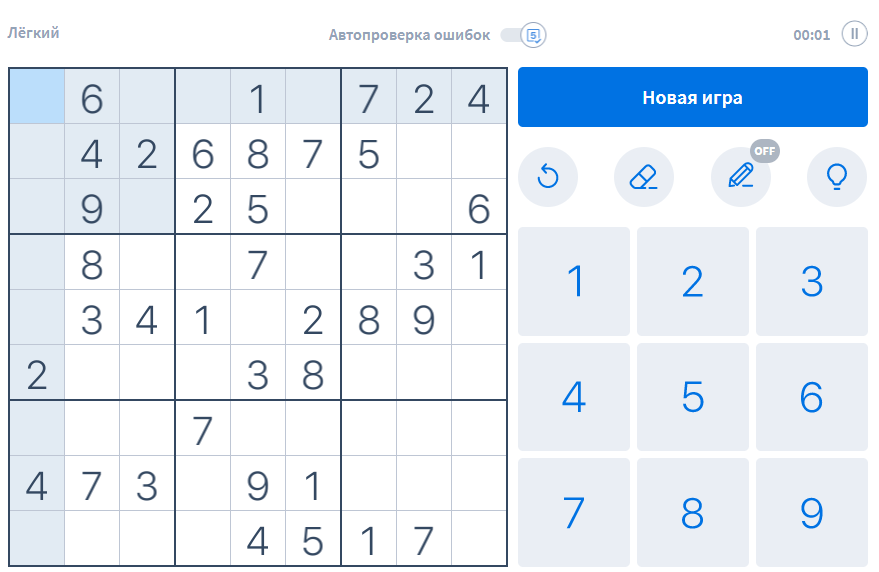 Лёгкий Автопроверка ошибок 00:01
Новая игра
OFF
6 1 7 2 4
4 2 6 8 7 5
9 2 5 6
8 7 3 1
3 4 1 2 8 9
2 3 8
7
4 7 3 9 1
4 5 1 7
1 2 3
4 5 6
7 8 9